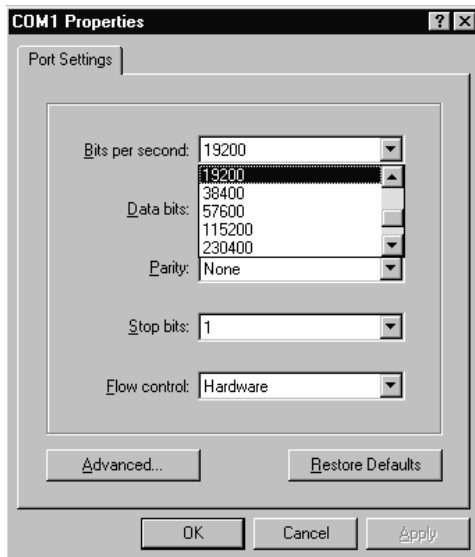 COM1 Properties
Port Settings
Bits per second: 19200
19200
38400
Data bits: 57600
115200
230400
Parity: None
Stop bits: 1
Flow control: Hardware
Advanced... Restore Defaults
OK Cancel Apply